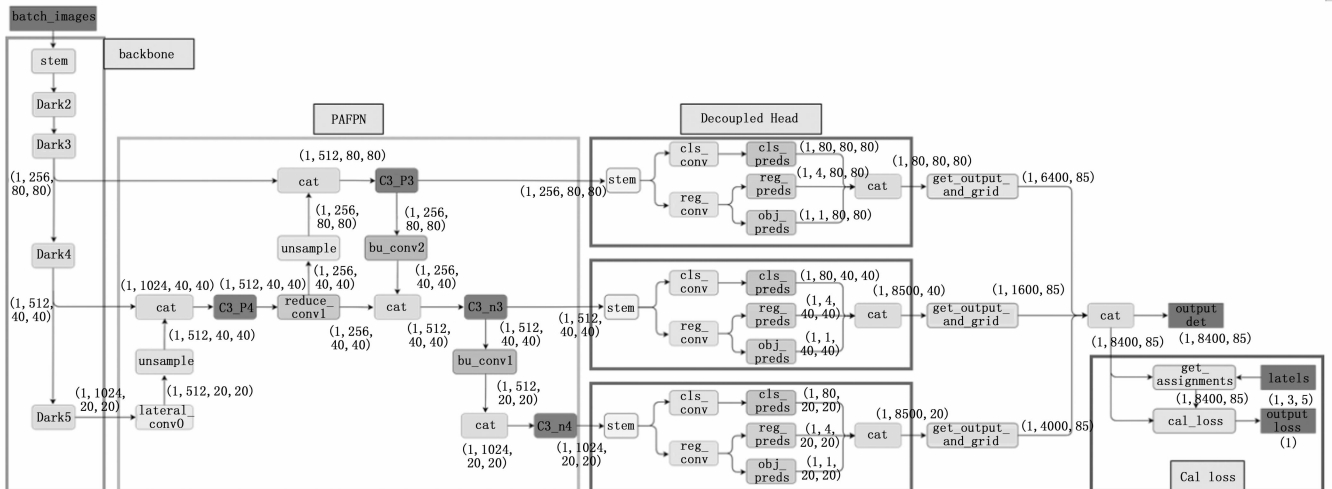 batch_images
backbone
stem
Dark2
Dark3
(1, 256,
80, 80)
Dark4
(1, 512,
40, 40)
Dark5
(1, 1024,
20, 20)
PAFPN
(1, 512, 80, 80)
cat
C3_P3
(1, 256, 80, 80)
(1, 256,
80, 80)
(1, 256,
80, 80)
unsample
bu_conv2
(1, 1024, 40, 40)
(1, 512, 40, 40)
(1, 256,
40, 40)
(1, 256,
40, 40)
cat
C3_P4
reduce_
conv1
cat
C3_n3
(1, 512, 40, 40)
(1, 256,
40, 40)
(1, 512,
40, 40)
(1, 512,
40, 40)
(1, 512,
40, 40)
unsample
bu_conv1
(1, 512, 20, 20)
(1, 512,
20, 20)
lateral_
conv0
cat
C3_n4
(1, 1024,
20, 20)
(1, 1024,
20, 20)
Decoupled Head
stem
cls_
conv
cls_
preds
(1, 80, 80, 80)
reg_
conv
reg_
preds
(1, 4, 80, 80)
obj_
preds
(1, 1, 80, 80)
cat
(1, 80, 80, 80)
get_output_
and_grid
(1, 6400, 85)
stem
cls_
conv
cls_
preds
(1, 80, 40, 40)
reg_
conv
reg_
preds
(1, 4,
40, 40)
obj_
preds
(1, 1,
40, 40)
cat
(1, 8500, 40)
get_output_
and_grid
(1, 1600, 85)
stem
cls_
conv
cls_
preds
(1, 80,
20, 20)
reg_
conv
reg_
preds
(1, 4,
20, 20)
obj_
preds
(1, 1,
20, 20)
cat
(1, 8500, 20)
get_output_
and_grid
(1, 4000, 85)
cat
(1, 8400, 85)
output
det
(1, 8400, 85)
get_
assignments
latels
(1, 3, 5)
(1, 8400, 85)
cal_loss
output
loss
(1)
Cal loss